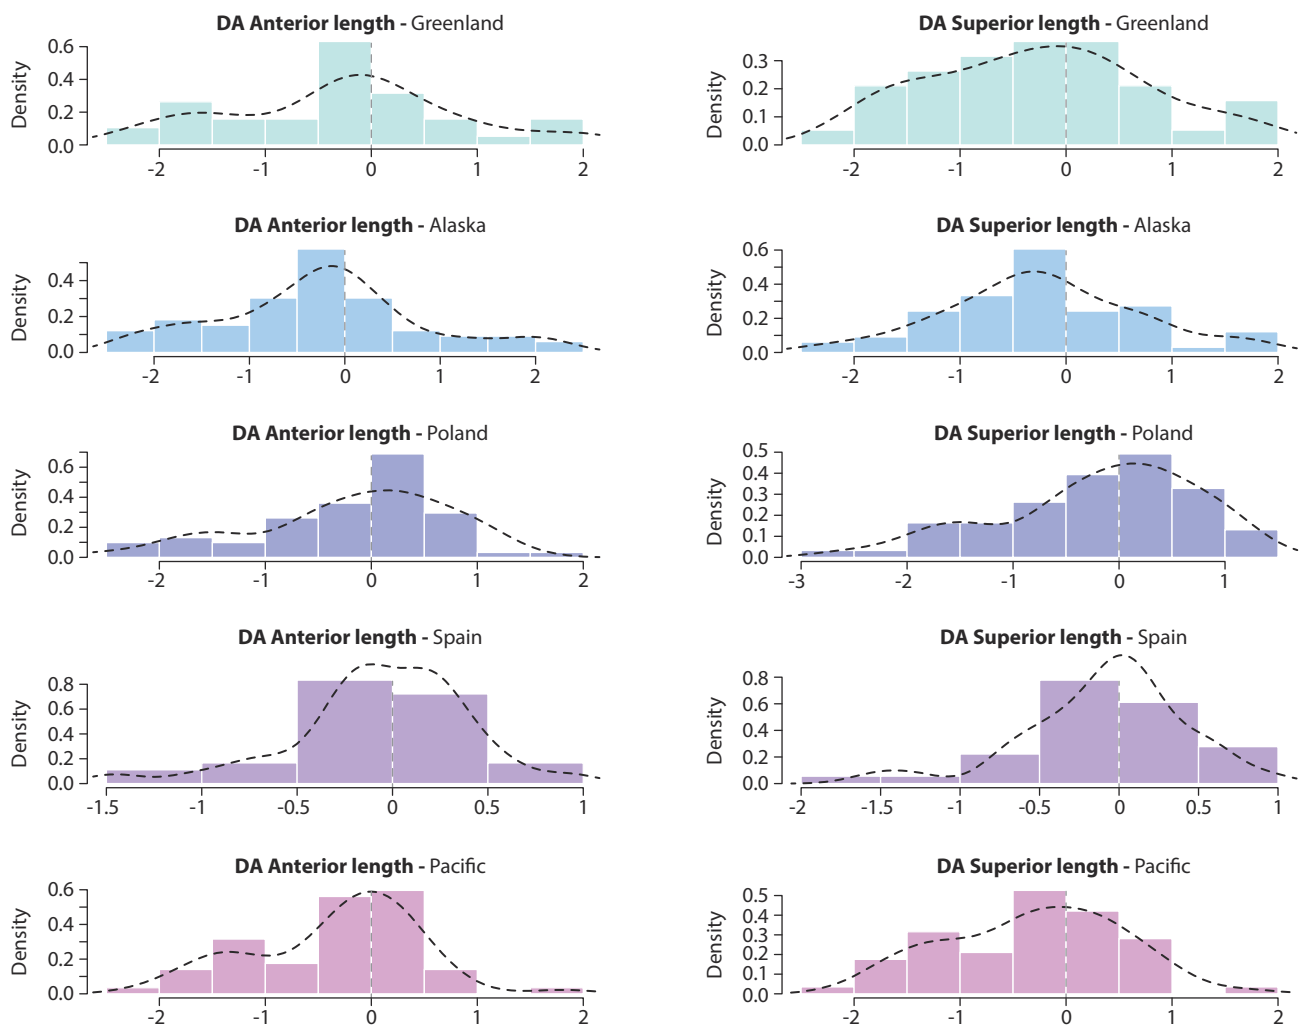 DA Anterior length - Greenland
Density
0.6
0.4
0.2
0.0
-2 -1 0 1 2
DA Superior length - Greenland
Density
0.3
0.2
0.1
0.0
-2 -1 0 1 2
DA Anterior length - Alaska
Density
0.4
0.2
0.0
-2 -1 0 1 2
DA Superior length - Alaska
Density
0.6
0.4
0.2
0.0
-2 -1 0 1 2
DA Anterior length - Poland
Density
0.6
0.4
0.2
0.0
-2 -1 0 1 2
DA Superior length - Poland
Density
0.5
0.4
0.3
0.2
0.1
0.0
-3 -2 -1 0 1
DA Anterior length - Spain
Density
0.8
0.6
0.4
0.2
0.0
-1.5 -1 -0.5 0 0.5 1
DA Superior length - Spain
Density
0.8
0.6
0.4
0.2
0.0
-2 -1.5 -1 -0.5 0 0.5 1
DA Anterior length - Pacific
Density
0.6
0.4
0.2
0.0
-2 -1 0 1 2
DA Superior length - Pacific
Density
0.5
0.4
0.3
0.2
0.1
0.0
-2 -1 0 1 2